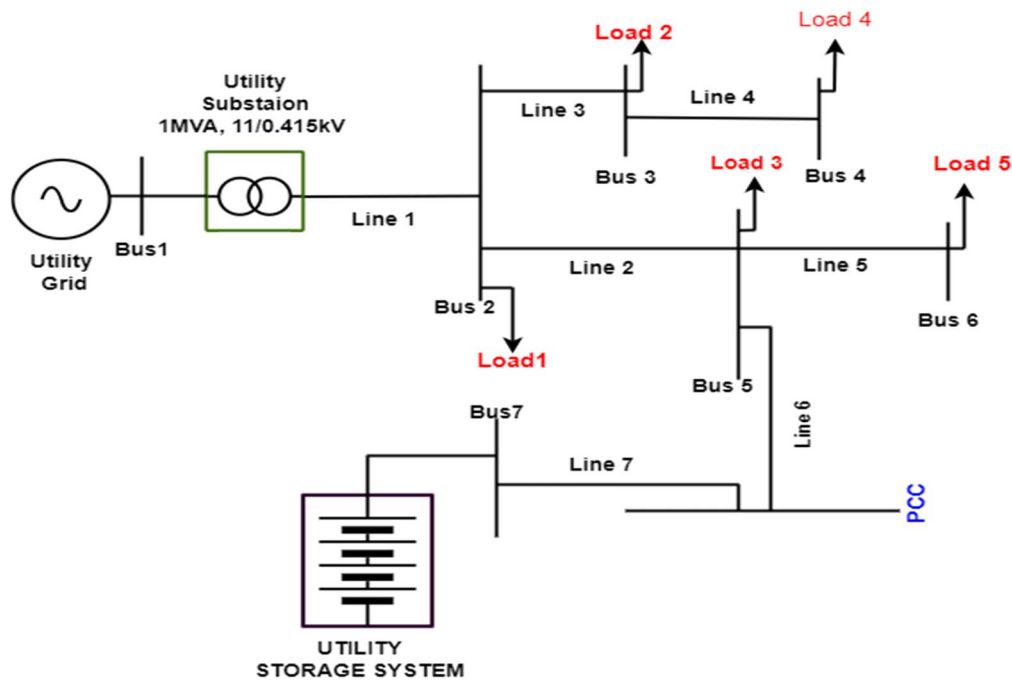 Load 2
Load 4
Utility
Substaion
1MVA, 11/0.415kV
Line 3
Line 4
Bus 3
Load 3
Bus 4
Load 5
Line 1
Bus1
Utility
Grid
Line 2
Line 5
Bus 2
Bus 6
Load1
Bus 5
Bus7
Line 6
Line 7
PCC
UTILITY
STORAGE SYSTEM